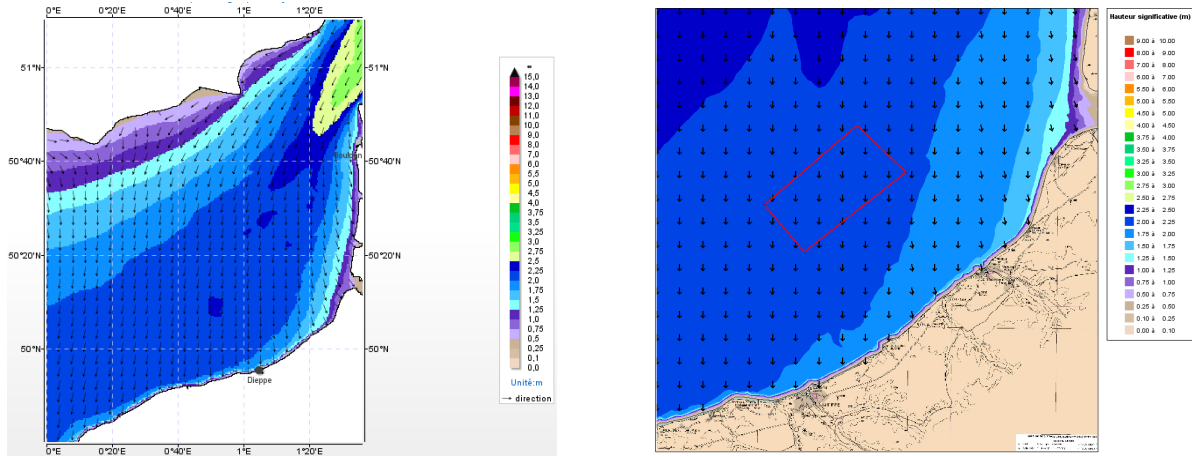 0°E 0°20'E 0°40'E 1°E 1°20'E
51°N 51°N
50°40'N 50°40'N
50°20'N 50°20'N
50°N 50°N
0°E 0°20'E 0°40'E 1°E 1°20'E
Dieppe
∞
15,0
14,0
13,0
12,0
11,0
10,0
9,0
8,0
7,0
6,0
5,5
5,0
4,5
4,0
3,75
3,5
3,25
3,0
2,75
2,5
2,25
2,0
1,75
1,5
1,25
1,0
0,75
0,5
0,25
0,1
0,0
Unité:m
direction
Hauteur significative (m)
9.00 à 10.00
8.00 à 9.00
7.00 à 8.00
6.00 à 7.00
5.50 à 6.00
5.00 à 5.50
4.50 à 5.00
4.00 à 4.50
3.75 à 4.00
3.50 à 3.75
3.25 à 3.50
3.00 à 3.25
2.75 à 3.00
2.50 à 2.75
2.25 à 2.50
2.00 à 2.25
1.75 à 2.00
1.50 à 1.75
1.25 à 1.50
1.00 à 1.25
0.75 à 1.00
0.50 à 0.75
0.25 à 0.50
0.10 à 0.25
0.00 à 0.10